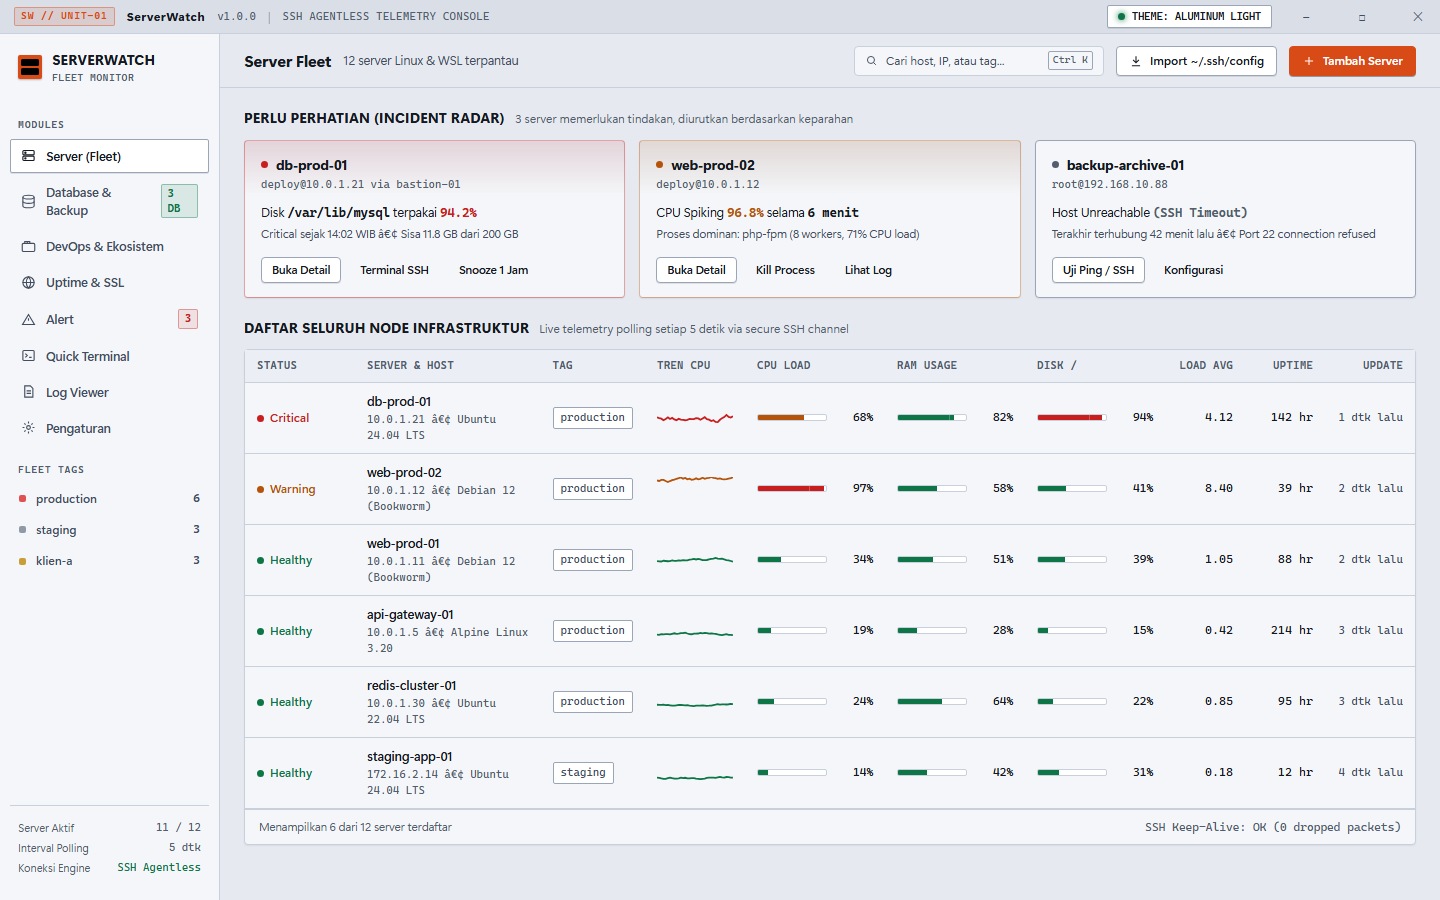 SW // UNIT-01 ServerWatch v1.0.0 | SSH AGENTLESS TELEMETRY CONSOLE THEME: ALUMINUM LIGHT
SERVERWATCH
FLEET MONITOR
MODULES
Server (Fleet)
Database & Backup 3 DB
DevOps & Ekosistem
Uptime & SSL
Alert 3
Quick Terminal
Log Viewer
Pengaturan
FLEET TAGS
production 6
staging 3
klien-a 3
Server Aktif 11 / 12
Interval Polling 5 dtk
Koneksi Engine SSH Agentless
Server Fleet 12 server Linux & WSL terpantau Cari host, IP, atau tag... Ctrl K Import ~/.ssh/config + Tambah Server
PERLU PERHATIAN (INCIDENT RADAR) 3 server memerlukan tindakan, diurutkan berdasarkan keparahan
db-prod-01
deploy@10.0.1.21 via bastion-01
Disk /var/lib/mysql terpakai 94.2%
Critical sejak 14:02 WIB â€¢ Sisa 11.8 GB dari 200 GB
Buka Detail Terminal SSH Snooze 1 Jam
web-prod-02
deploy@10.0.1.12
CPU Spiking 96.8% selama 6 menit
Proses dominan: php-fpm (8 workers, 71% CPU load)
Buka Detail Kill Process Lihat Log
backup-archive-01
root@192.168.10.88
Host Unreachable (SSH Timeout)
Terakhir terhubung 42 menit lalu â€¢ Port 22 connection refused
Uji Ping / SSH Konfigurasi
DAFTAR SELURUH NODE INFRASTRUKTUR Live telemetry polling setiap 5 detik via secure SSH channel
STATUS SERVER & HOST TAG TREN CPU CPU LOAD RAM USAGE DISK / LOAD AVG UPTIME UPDATE
Critical db-prod-01 production 68% 82% 94% 4.12 142 hr 1 dtk lalu
10.0.1.21 â€¢ Ubuntu
24.04 LTS
Warning web-prod-02 production 97% 58% 41% 8.40 39 hr 2 dtk lalu
10.0.1.12 â€¢ Debian 12
(Bookworm)
Healthy web-prod-01 production 34% 51% 39% 1.05 88 hr 2 dtk lalu
10.0.1.11 â€¢ Debian 12
(Bookworm)
Healthy api-gateway-01 production 19% 28% 15% 0.42 214 hr 3 dtk lalu
10.0.1.5 â€¢ Alpine Linux
3.20
Healthy redis-cluster-01 production 24% 64% 22% 0.85 95 hr 3 dtk lalu
10.0.1.30 â€¢ Ubuntu
22.04 LTS
Healthy staging-app-01 staging 14% 42% 31% 0.18 12 hr 4 dtk lalu
172.16.2.14 â€¢ Ubuntu
24.04 LTS
Menampilkan 6 dari 12 server terdaftar SSH Keep-Alive: OK (0 dropped packets)